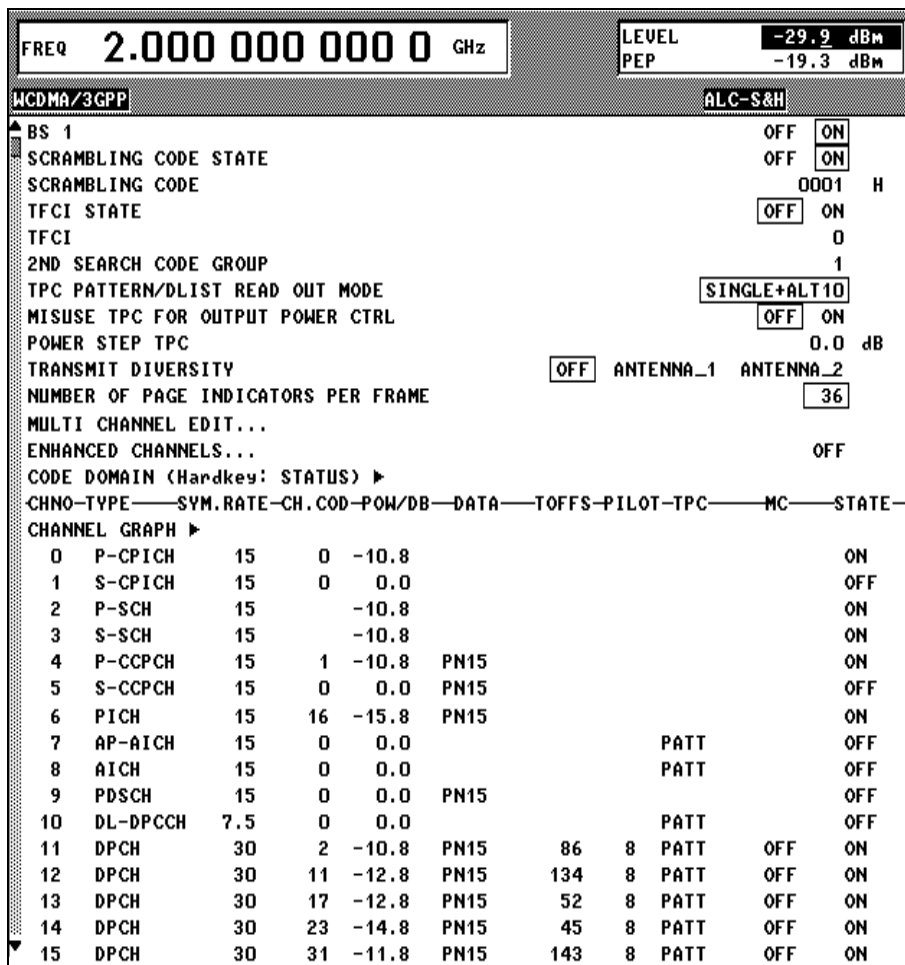 FREQ 2.000 000 000 0 GHz
LEVEL -29.9 dBm
PEP -19.3 dBm
WCDMA/3GPP ALC-S&H
BS 1 OFF ON
SCRAMBLING CODE STATE OFF ON
SCRAMBLING CODE 0001 H
TFCI STATE OFF ON
TFCI 0
2ND SEARCH CODE GROUP 1
TPC PATTERN/DLIST READ OUT MODE SINGLE+ALT10
MISUSE TPC FOR OUTPUT POWER CTRL OFF ON
POWER STEP TPC 0.0 dB
TRANSMIT DIVERSITY OFF ANTENNA_1 ANTENNA_2
NUMBER OF PAGE INDICATORS PER FRAME 36
MULTI CHANNEL EDIT...
ENHANCED CHANNELS... OFF
CODE DOMAIN (Hardkey: STATUS) ▶
CHNO-TYPE——SYM.RATE-CH.COD-POW/DB—DATA——TOFFS-PILOT-TPC——MC——STATE-
CHANNEL GRAPH ▶
0 P-CPICH 15 0 -10.8 ON
1 S-CPICH 15 0 0.0 OFF
2 P-SCH 15 -10.8 ON
3 S-SCH 15 -10.8 ON
4 P-CCPCH 15 1 -10.8 PN15 ON
5 S-CCPCH 15 0 0.0 PN15 OFF
6 PICH 15 16 -15.8 PN15 ON
7 AP-AICH 15 0 0.0 PATT OFF
8 AICH 15 0 0.0 PATT OFF
9 PDSCH 15 0 0.0 PN15 OFF
10 DL-DPCCH 7.5 0 0.0 PATT OFF
11 DPCH 30 2 -10.8 PN15 86 8 PATT OFF ON
12 DPCH 30 11 -12.8 PN15 134 8 PATT OFF ON
13 DPCH 30 17 -12.8 PN15 52 8 PATT OFF ON
14 DPCH 30 23 -14.8 PN15 45 8 PATT OFF ON
15 DPCH 30 31 -11.8 PN15 143 8 PATT OFF ON